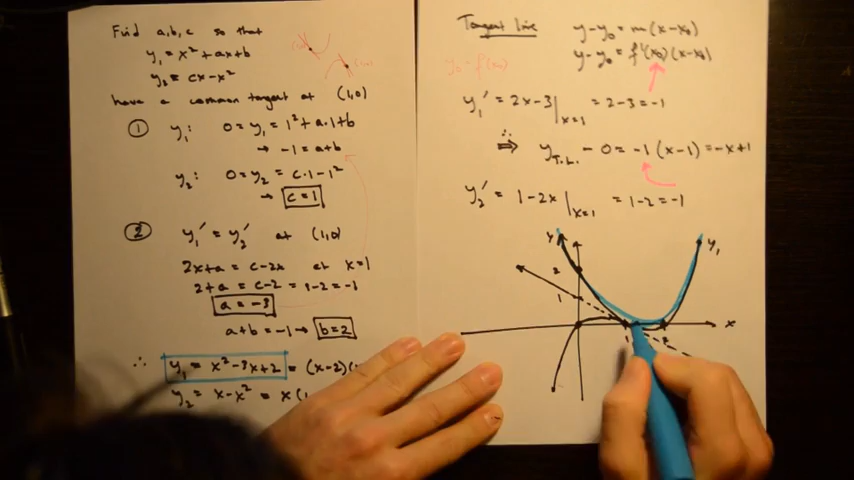 Find a,b,c so that
y₁ = x² + ax + b
y₂ = cx - x²
have a common tangent at (1,0)
① y₁: 0 = y₁ = 1² + a·1 + b
→ -1 = a+b
y₂: 0 = y₂ = c·1 - 1²
→ c = 1
② y₁' = y₂' at (1,0)
2x+a = c-2x at x=1
2+a = c-2 = 1-2 = -1
a = -3
a+b = -1 → b=2
∴ y₁ = x² - 3x + 2 = (x-2)(
y₂ = x - x² = x(1
Tangent line
y-y₀ = m(x-x₀)
y-y₀ = f'(x₀)(x-x₀)
y₀ = f(x₀)
y₁' = 2x-3 |x=1 = 2-3 = -1
∴ ⇒ y T.L. - 0 = -1 (x-1) = -x+1
y₂' = 1-2x |x=1 = 1-2 = -1
y
y₁
2
1
x